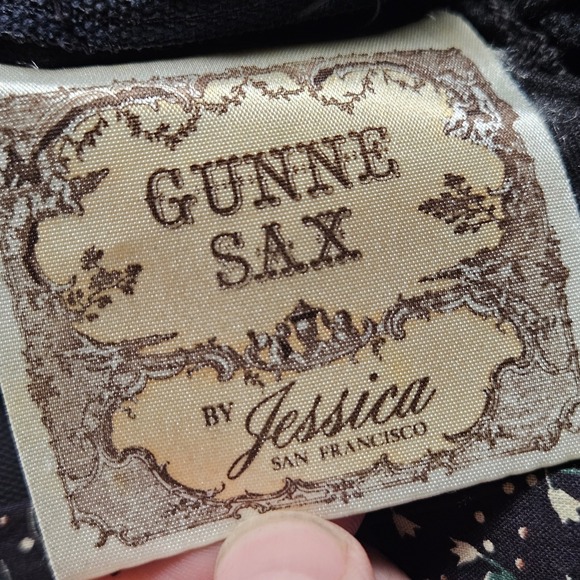 GUNNE
SAX
BY Jessica
SAN FRANCISCO